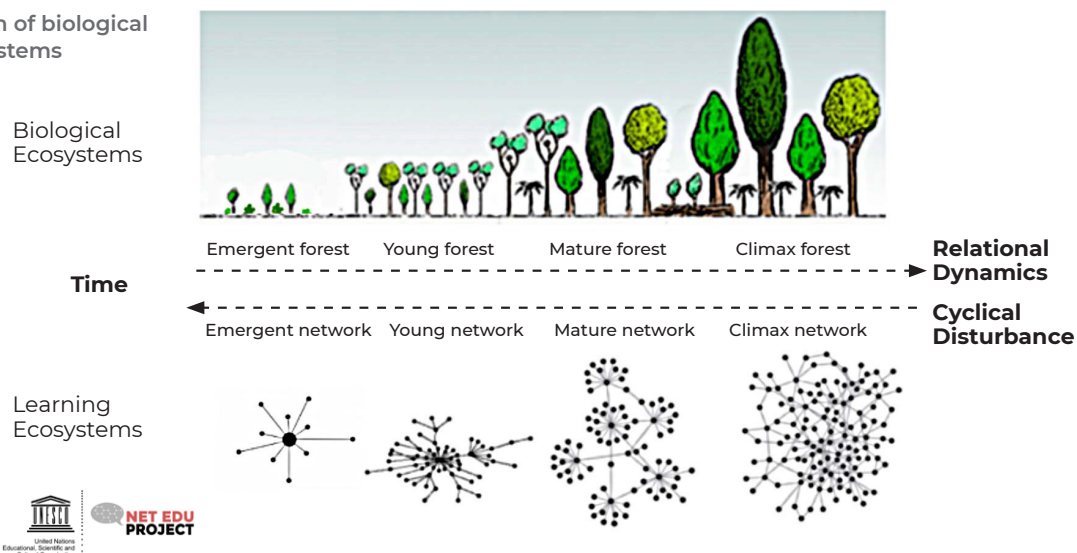 of biological
stems
Biological
Ecosystems
Emergent forest Young forest Mature forest Climax forest
Relational
Dynamics
Time
Cyclical
Disturbance
Emergent network Young network Mature network Climax network
Learning
Ecosystems
UNESCO
United Nations
Educational, Scientific and
NET EDU
PROJECT